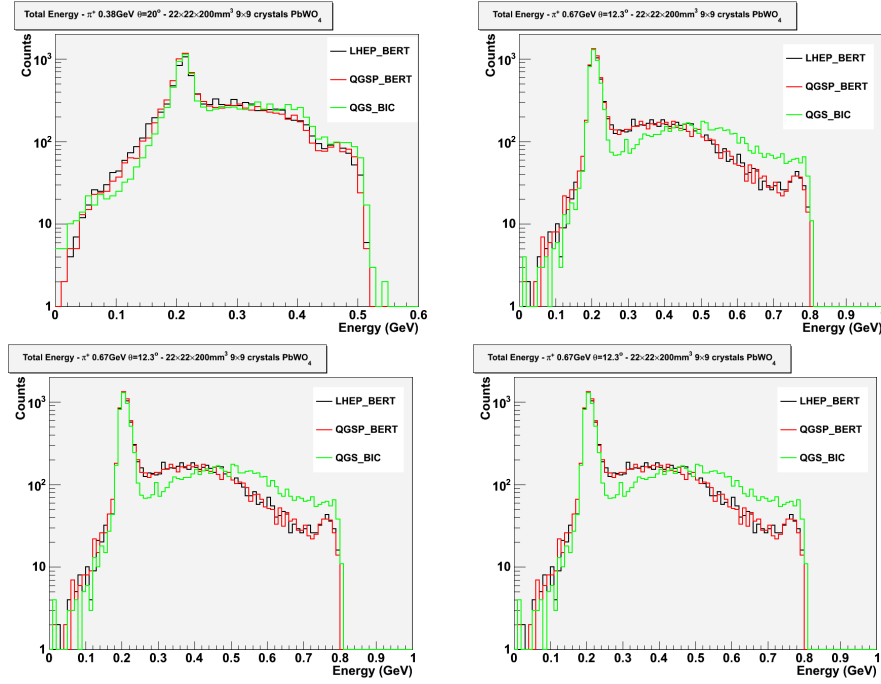 Total Energy - π⁺ 0.38GeV θ=20° - 22×22×200mm³ 9×9 crystals PbWO₄
Counts
10³
10²
10
1
LHEP_BERT
QGSP_BERT
QGS_BIC
0 0.1 0.2 0.3 0.4 0.5 0.6
Energy (GeV)
Total Energy - π⁺ 0.67GeV θ=12.3° - 22×22×200mm³ 9×9 crystals PbWO₄
Counts
10³
10²
10
1
LHEP_BERT
QGSP_BERT
QGS_BIC
0 0.1 0.2 0.3 0.4 0.5 0.6 0.7 0.8 0.9 1
Energy (GeV)
Total Energy - π⁺ 0.67GeV θ=12.3° - 22×22×200mm³ 9×9 crystals PbWO₄
Counts
10³
10²
10
1
LHEP_BERT
QGSP_BERT
QGS_BIC
0 0.1 0.2 0.3 0.4 0.5 0.6 0.7 0.8 0.9 1
Energy (GeV)
Total Energy - π⁺ 0.67GeV θ=12.3° - 22×22×200mm³ 9×9 crystals PbWO₄
Counts
10³
10²
10
1
LHEP_BERT
QGSP_BERT
QGS_BIC
0 0.1 0.2 0.3 0.4 0.5 0.6 0.7 0.8 0.9 1
Energy (GeV)